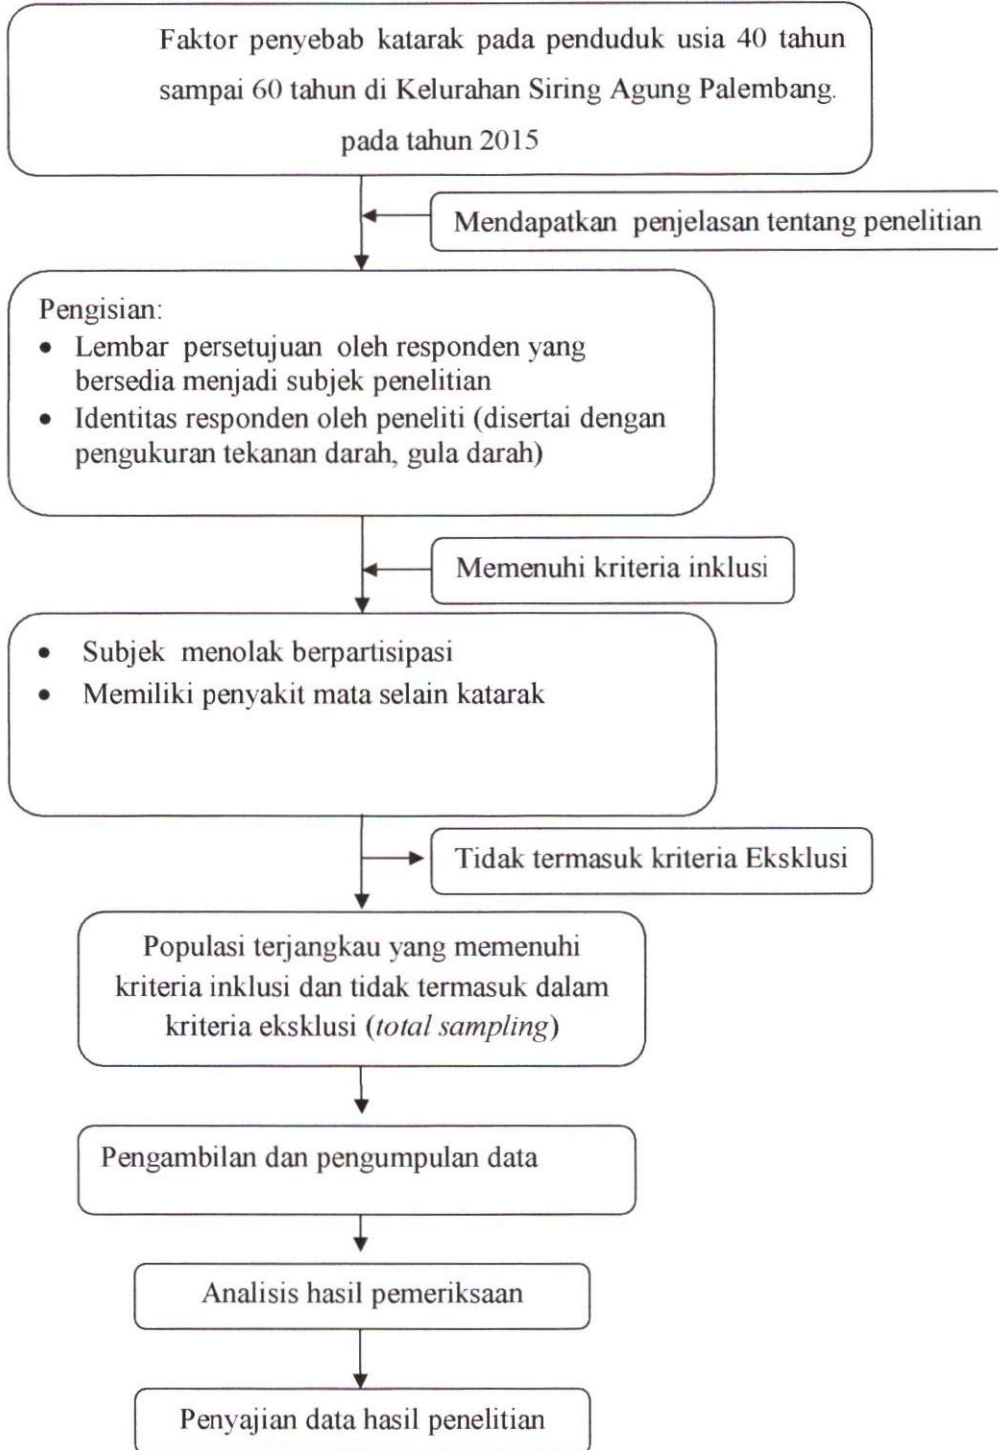 Faktor penyebab katarak pada penduduk usia 40 tahun
sampai 60 tahun di Kelurahan Siring Agung Palembang.
pada tahun 2015
Mendapatkan penjelasan tentang penelitian
Pengisian:
• Lembar persetujuan oleh responden yang
bersedia menjadi subjek penelitian
• Identitas responden oleh peneliti (disertai dengan
pengukuran tekanan darah, gula darah)
Memenuhi kriteria inklusi
• Subjek menolak berpartisipasi
• Memiliki penyakit mata selain katarak
Tidak termasuk kriteria Eksklusi
Populasi terjangkau yang memenuhi
kriteria inklusi dan tidak termasuk dalam
kriteria eksklusi (total sampling)
Pengambilan dan pengumpulan data
Analisis hasil pemeriksaan
Penyajian data hasil penelitian